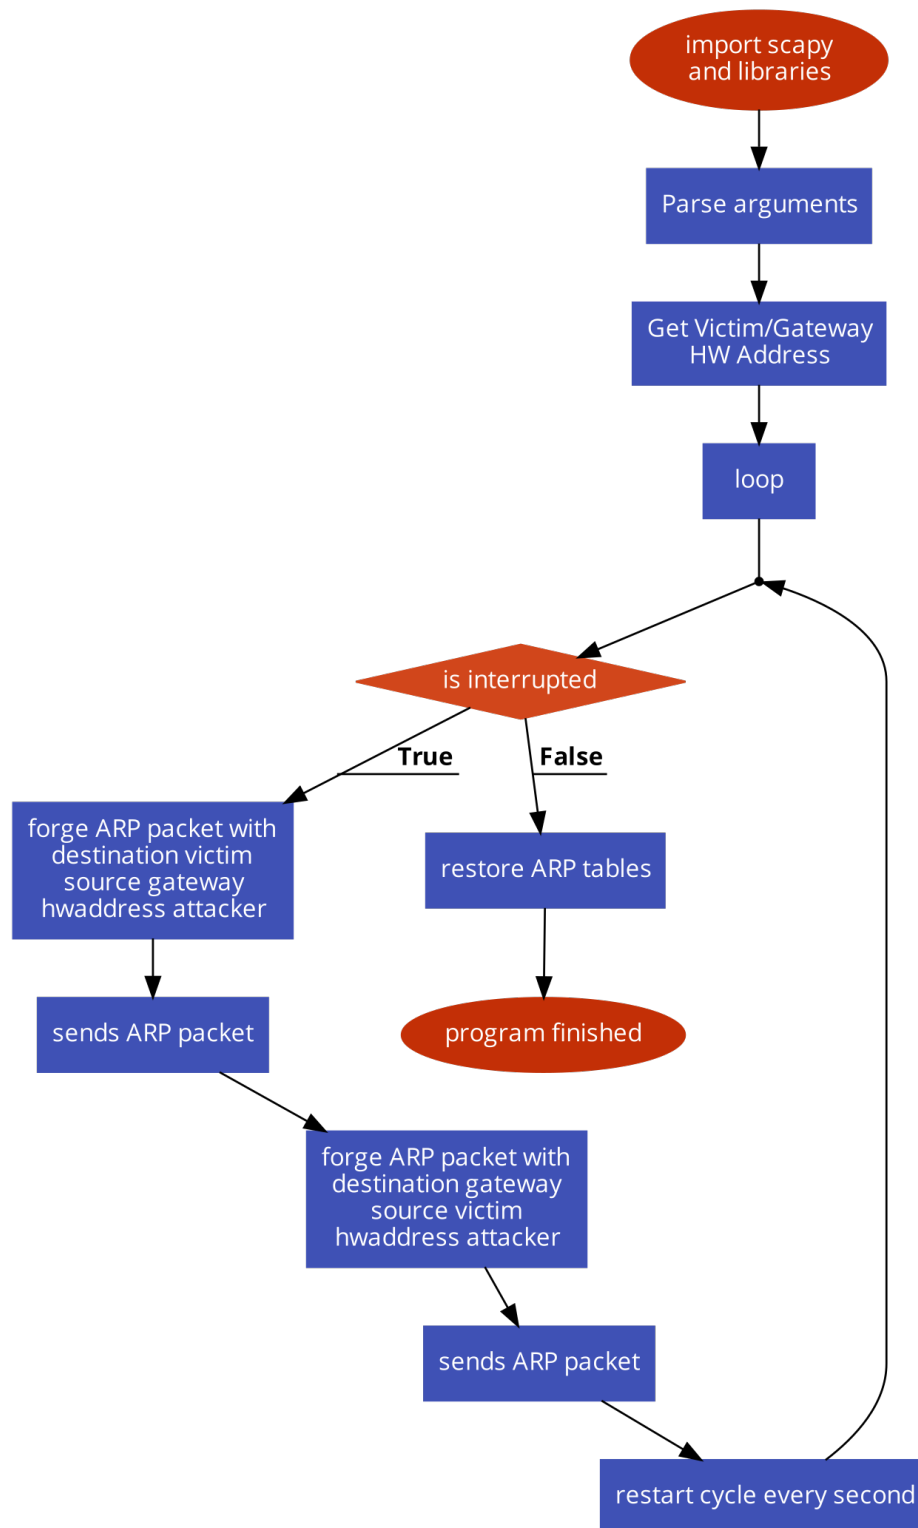 import scapy
and libraries
Parse arguments
Get Victim/Gateway
HW Address
loop
is interrupted
True
False
forge ARP packet with
destination victim
source gateway
hwaddress attacker
restore ARP tables
sends ARP packet
program finished
forge ARP packet with
destination gateway
source victim
hwaddress attacker
sends ARP packet
restart cycle every second